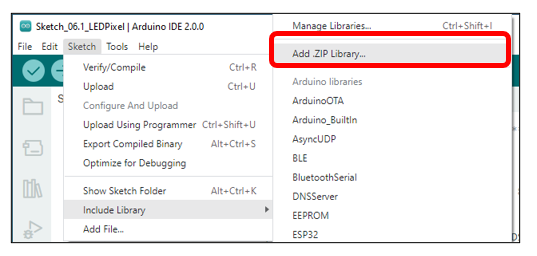 Sketch_06.1_LEDPixel | Arduino IDE 2.0.0
File Edit Sketch Tools Help
Verify/Compile Ctrl+R
Upload Ctrl+U
Configure And Upload
Upload Using Programmer Ctrl+Shift+U
Export Compiled Binary Alt+Ctrl+S
Optimize for Debugging
Show Sketch Folder Alt+Ctrl+K
Include Library
Add File...
Manage Libraries... Ctrl+Shift+I
Add .ZIP Library...
Arduino libraries
ArduinoOTA
Arduino_BuiltIn
AsyncUDP
BLE
BluetoothSerial
DNSServer
EEPROM
ESP32